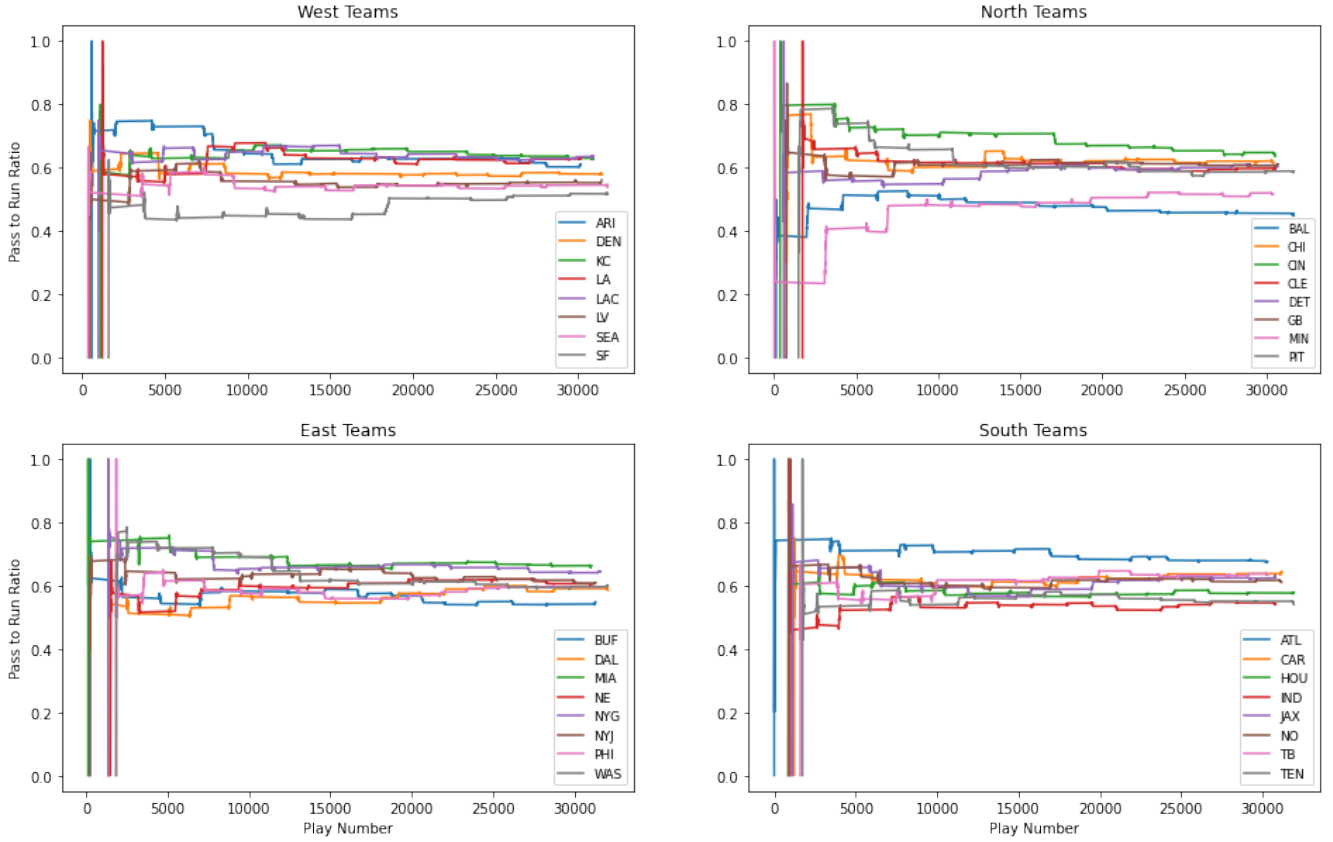 West Teams
Pass to Run Ratio
1.0
0.8
0.6
0.4
0.2
0.0
ARI
DEN
KC
LA
LAC
LV
SEA
SF
0 5000 10000 15000 20000 25000 30000
North Teams
1.0
0.8
0.6
0.4
0.2
0.0
BAL
CHI
CIN
CLE
DET
GB
MIN
PIT
0 5000 10000 15000 20000 25000 30000
East Teams
Pass to Run Ratio
1.0
0.8
0.6
0.4
0.2
0.0
BUF
DAL
MIA
NE
NYG
NYJ
PHI
WAS
0 5000 10000 15000 20000 25000 30000
Play Number
South Teams
1.0
0.8
0.6
0.4
0.2
0.0
ATL
CAR
HOU
IND
JAX
NO
TB
TEN
0 5000 10000 15000 20000 25000 30000
Play Number